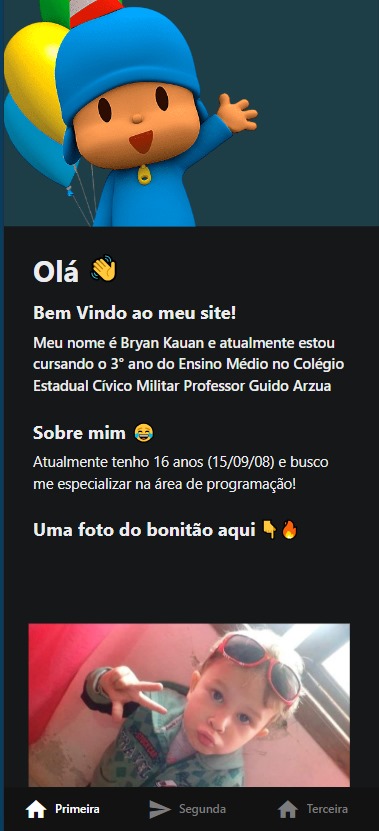 Olá 👋
Bem Vindo ao meu site!
Meu nome é Bryan Kauan e atualmente estou
cursando o 3° ano do Ensino Médio no Colégio
Estadual Cívico Militar Professor Guido Arzua
Sobre mim 😂
Atualmente tenho 16 anos (15/09/08) e busco
me especializar na área de programação!
Uma foto do bonitão aqui 👇🔥
Primeira
Segunda
Terceira